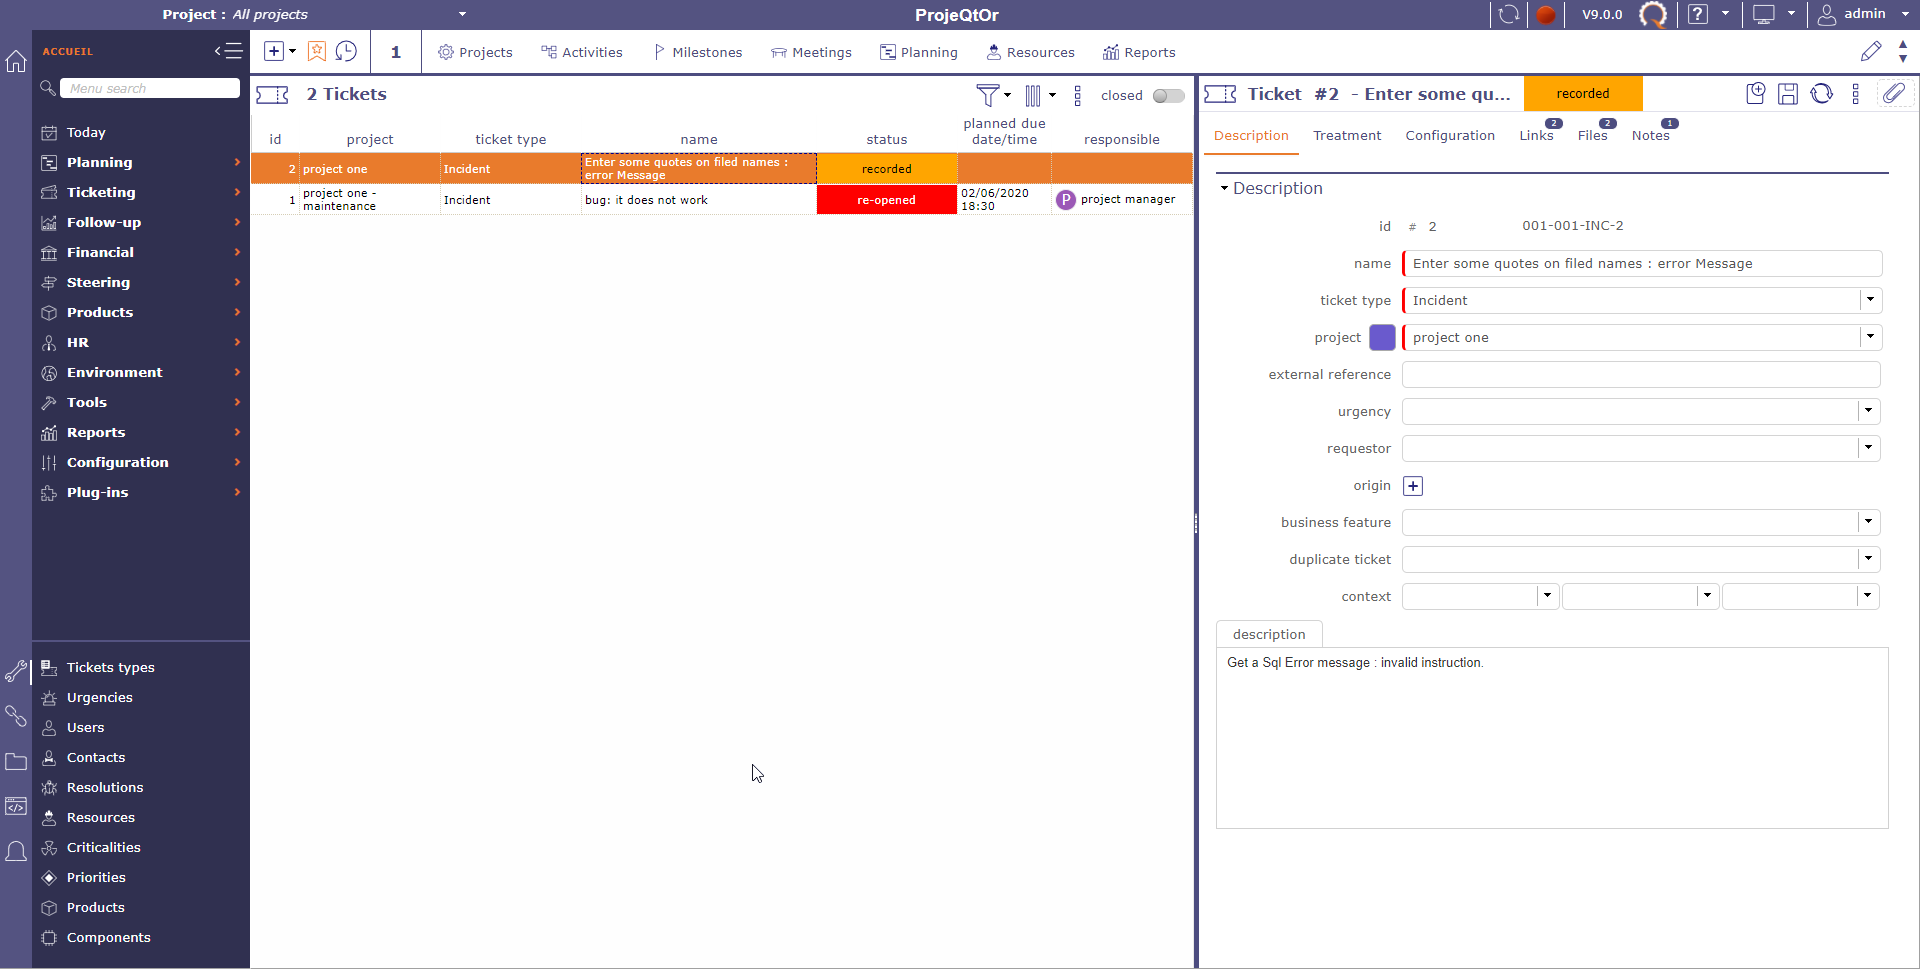 Project : All projects
ProjeQtOr
V9.0.0
?
admin
ACCUEIL
Menu search
Today
Planning
Ticketing
Follow-up
Financial
Steering
Products
HR
Environment
Tools
Reports
Configuration
Plug-ins
Tickets types
Urgencies
Users
Contacts
Resolutions
Resources
Criticalities
Priorities
Products
Components
1
Projects
Activities
Milestones
Meetings
Planning
Resources
Reports
2 Tickets
closed
id
project
ticket type
name
status
planned due
date/time
responsible
2
project one
Incident
Enter some quotes on filed names :
error Message
recorded
1
project one -
maintenance
Incident
bug: it does not work
re-opened
02/06/2020
18:30
P
project manager
Ticket #2 - Enter some qu...
recorded
Description
Treatment
Configuration
Links
2
Files
2
Notes
1
Description
id # 2 001-001-INC-2
name Enter some quotes on filed names : error Message
ticket type Incident
project project one
external reference
urgency
requestor
origin
business feature
duplicate ticket
context
description
Get a Sql Error message : invalid instruction.